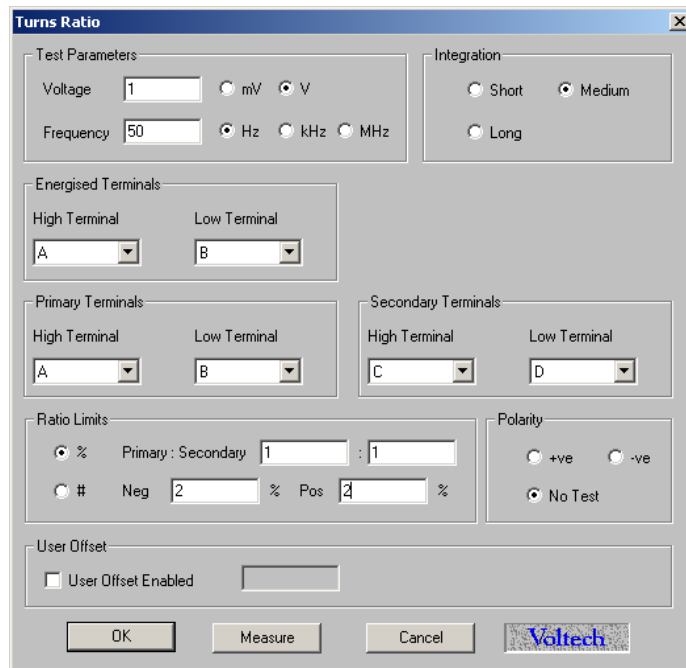 Turns Ratio
Test Parameters
Voltage 1 mV V
Frequency 50 Hz kHz MHz
Integration
Short Medium
Long
Energised Terminals
High Terminal Low Terminal
A B
Primary Terminals
High Terminal Low Terminal
A B
Secondary Terminals
High Terminal Low Terminal
C D
Ratio Limits
% Primary : Secondary 1 : 1
# Neg 2 % Pos 2 %
Polarity
+ve -ve
No Test
User Offset
User Offset Enabled
OK Measure Cancel Voltech